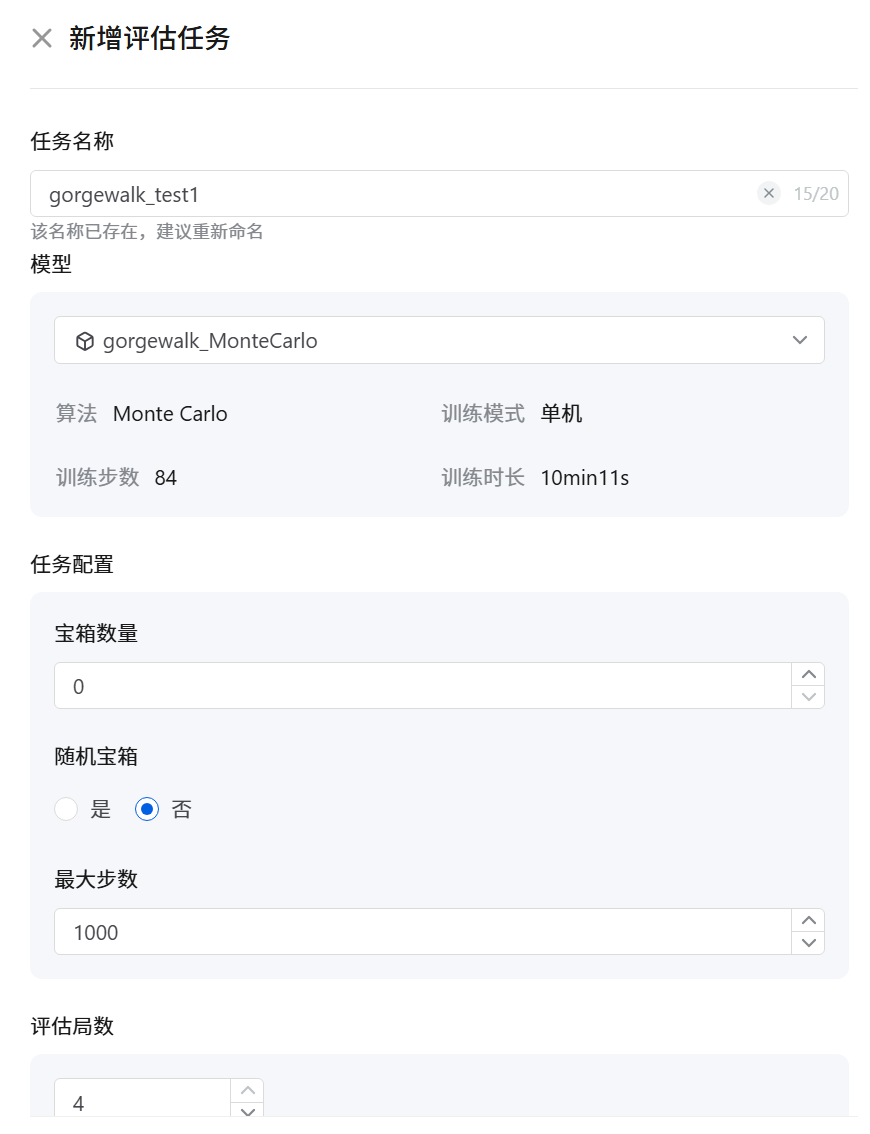 新增评估任务
任务名称
gorgewalk_test1 15/20
该名称已存在，建议重新命名
模型
gorgewalk_MonteCarlo
算法 Monte Carlo 训练模式 单机
训练步数 84 训练时长 10min11s
任务配置
宝箱数量
0
随机宝箱
是 否
最大步数
1000
评估局数
4